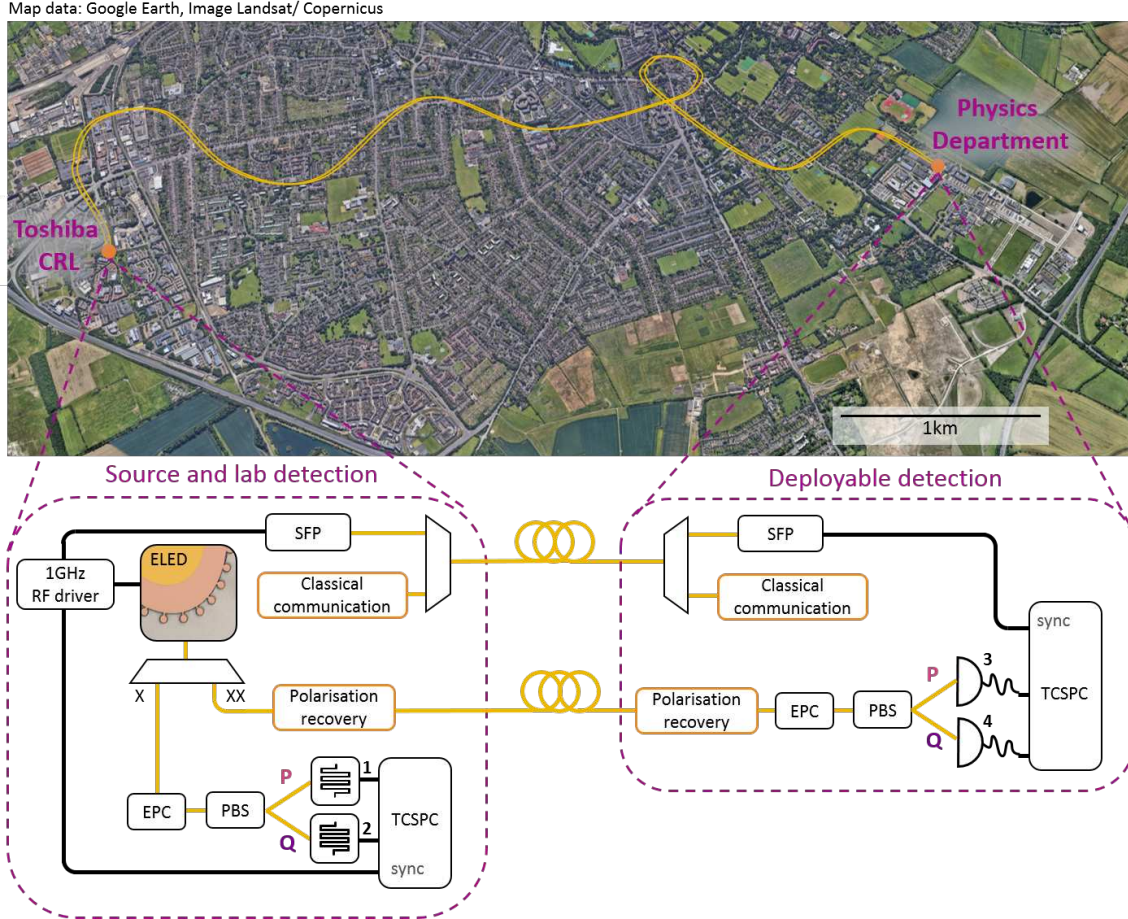 Map data: Google Earth, Image Landsat/ Copernicus
Physics
Department
Toshiba
CRL
1km
Source and lab detection
Deployable detection
SFP
SFP
ELED
1GHz
RF driver
Classical
communication
Classical
communication
sync
TCSPC
X
XX
Polarisation
recovery
Polarisation
recovery
EPC
PBS
P
Q
3
4
EPC
PBS
P
Q
1
2
TCSPC
sync